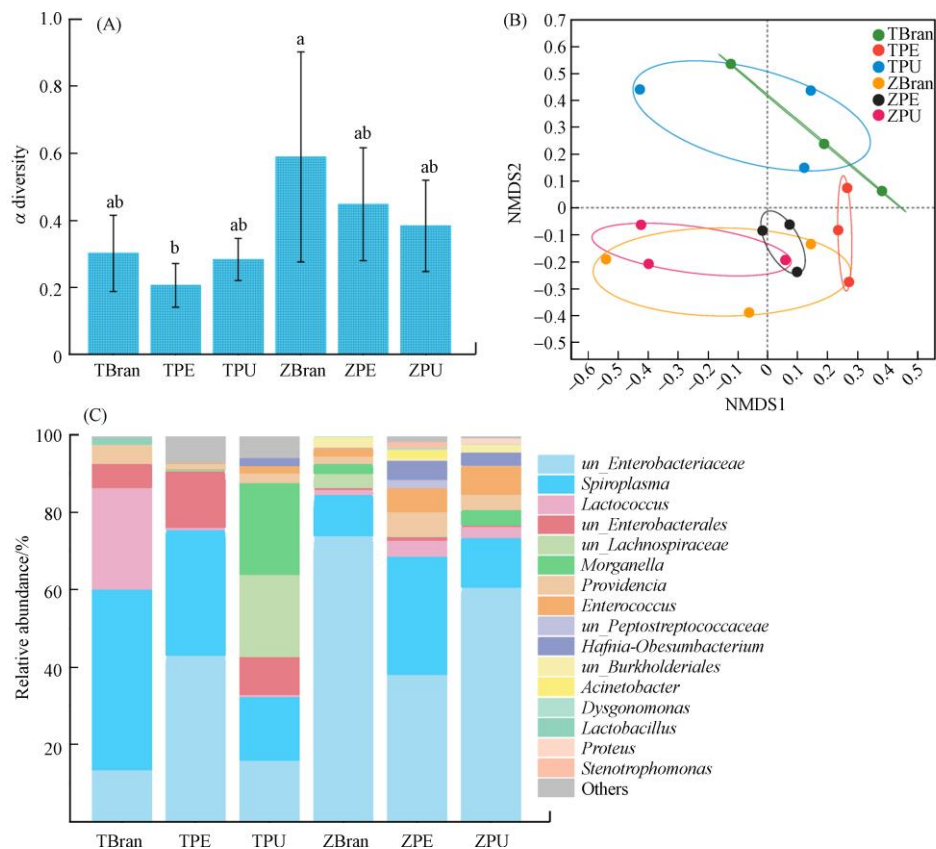 (A)
1.0
0.8
0.6
0.4
0.2
0
α diversity
ab
b
ab
a
ab
ab
TBran TPE TPU ZBran ZPE ZPU
(B)
0.7
0.6
0.5
0.4
0.3
0.2
0.1
0
−0.1
−0.2
−0.3
−0.4
−0.5
NMDS2
TBran
TPE
TPU
ZBran
ZPE
ZPU
−0.6 −0.5 −0.4 −0.3 −0.2 −0.1 0 0.1 0.2 0.3 0.4 0.5
NMDS1
(C)
100
80
60
40
20
Relative abundance/%
TBran TPE TPU ZBran ZPE ZPU
un_Enterobacteriaceae
Spiroplasma
Lactococcus
un_Enterobacterales
un_Lachnospiraceae
Morganella
Providencia
Enterococcus
un_Peptostreptococcaceae
Hafnia-Obesumbacterium
un_Burkholderiales
Acinetobacter
Dysgonomonas
Lactobacillus
Proteus
Stenotrophomonas
Others